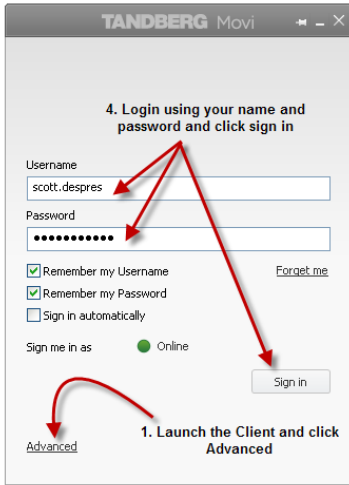 TANDBERG Movi
4. Login using your name and
password and click sign in
Username
scott.despres
Password
Remember my Username
Forget me
Remember my Password
Sign in automatically
Sign me in as
Online
Sign in
1. Launch the Client and click
Advanced
Advanced